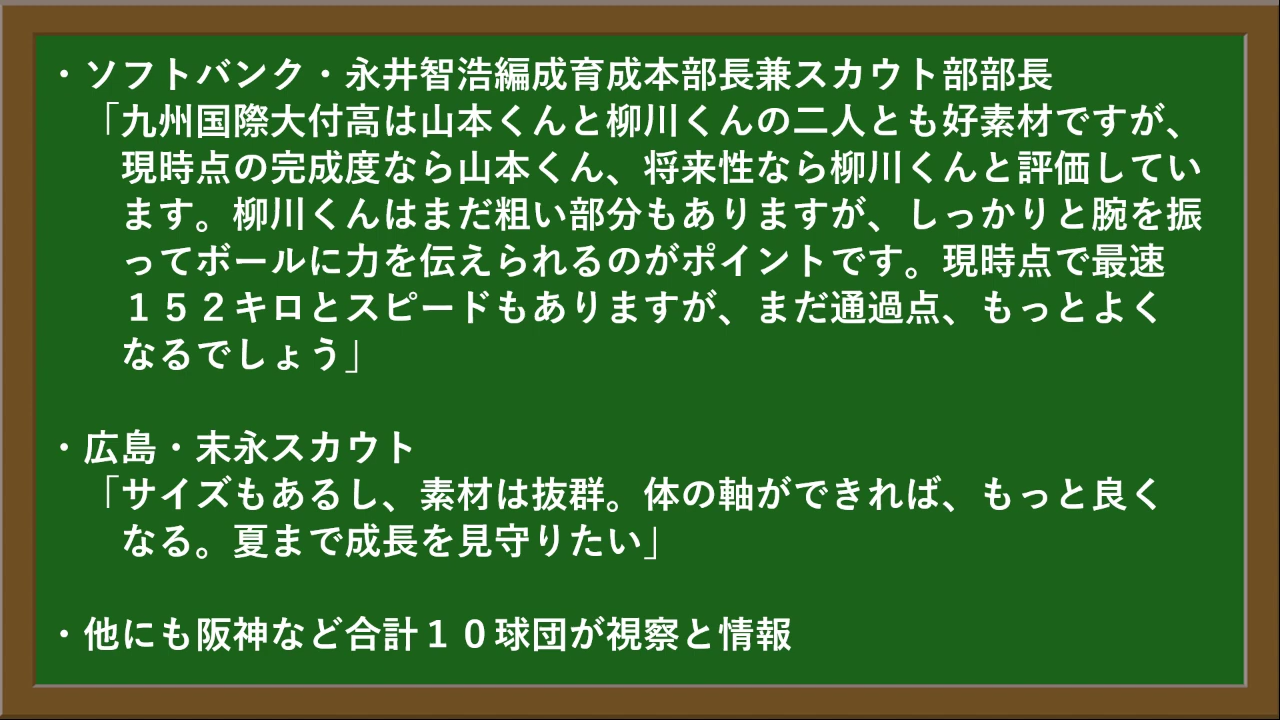 ・ソフトバンク・永井智浩編成育成本部長兼スカウト部部長
「九州国際大付高は山本くんと柳川くんの二人とも好素材ですが、
現時点の完成度なら山本くん、将来性なら柳川くんと評価してい
ます。柳川くんはまだ粗い部分もありますが、しっかりと腕を振
ってボールに力を伝えられるのがポイントです。現時点で最速
１５２キロとスピードもありますが、まだ通過点、もっとよく
なるでしょう」
・広島・末永スカウト
「サイズもあるし、素材は抜群。体の軸ができれば、もっと良く
なる。夏まで成長を見守りたい」
・他にも阪神など合計１０球団が視察と情報